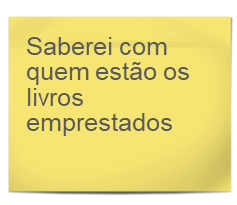 Saberei com
quem estão os
livros
emprestados